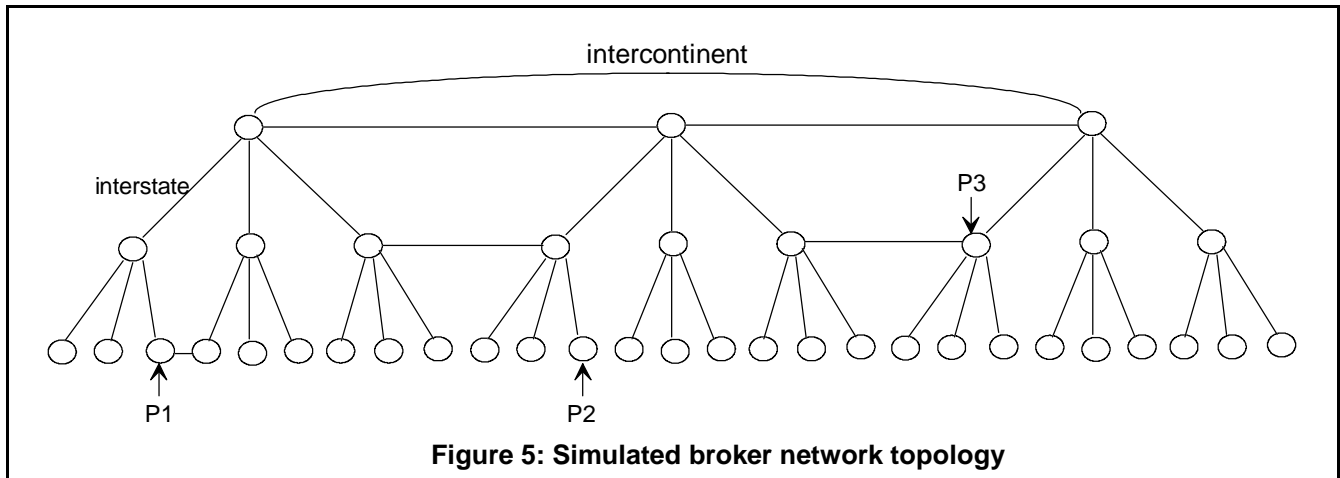 intercontinent
interstate
P3
P1
P2
Figure 5: Simulated broker network topology